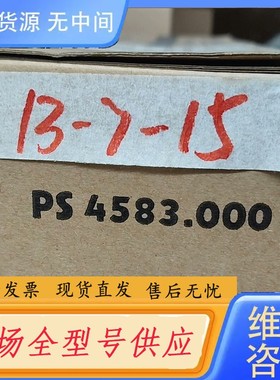 货源 无中间
13-7-15
PS 4583.000
发票 现货直发 售后无忧
维
场全型号供应
咨